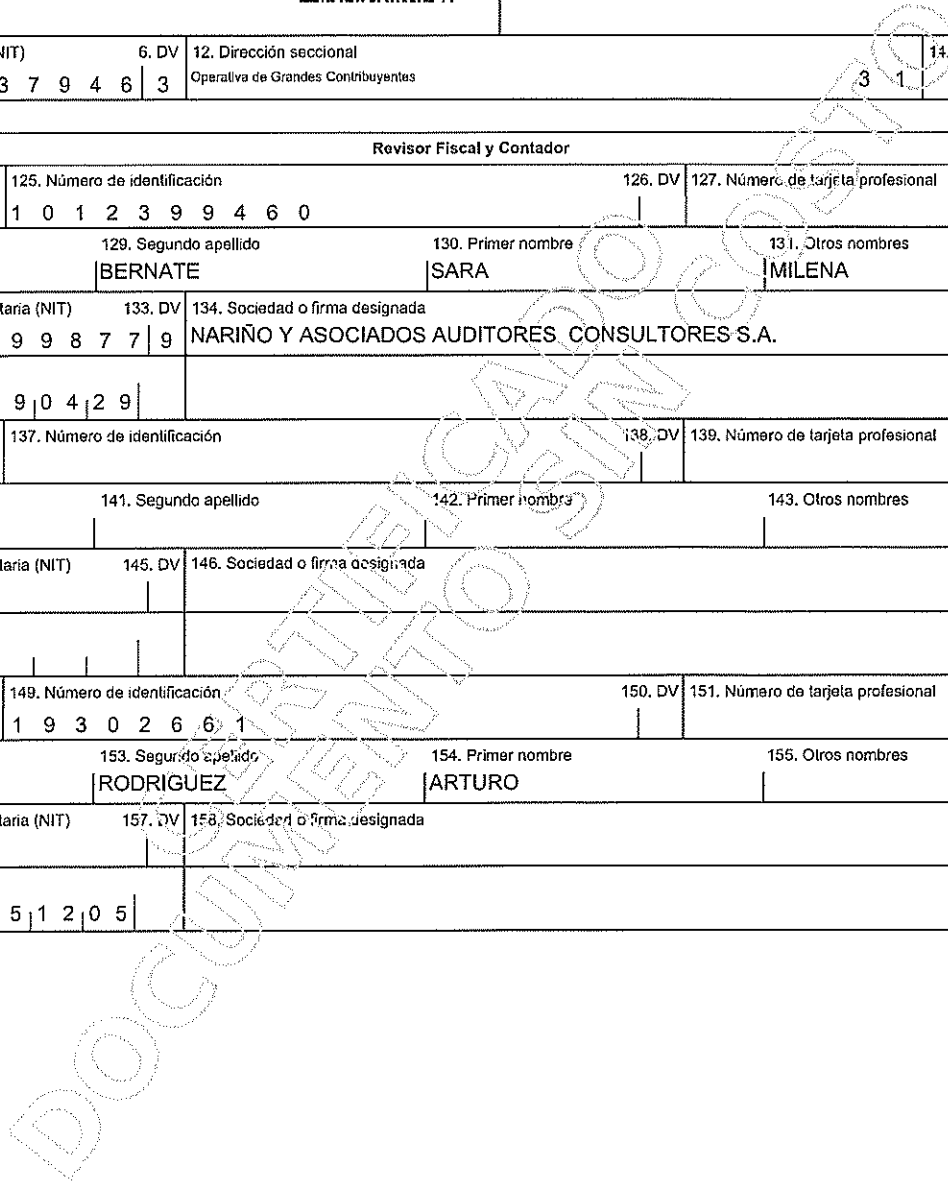 NIT) 6. DV 12. Dirección seccional 14.
3 7 9 4 6 3 Operativa de Grandes Contribuyentes 3 1
Revisor Fiscal y Contador
125. Número de identificación 126. DV 127. Número de tarjeta profesional
1 0 1 2 3 9 9 4 6 0
129. Segundo apellido 130. Primer nombre 131. Otros nombres
BERNATE SARA MILENA
taria (NIT) 133. DV 134. Sociedad o firma designada
9 9 8 7 7 9 NARIÑO Y ASOCIADOS AUDITORES CONSULTORES S.A.
9 0 4 2 9
137. Número de identificación 138. DV 139. Número de tarjeta profesional
141. Segundo apellido 142. Primer nombre 143. Otros nombres
taria (NIT) 145. DV 146. Sociedad o firma designada
149. Número de identificación 150. DV 151. Número de tarjeta profesional
1 9 3 0 2 6 6 1
153. Segundo apellido 154. Primer nombre 155. Otros nombres
RODRIGUEZ ARTURO
taria (NIT) 157. DV 158. Sociedad o firma designada
5 1 2 0 5
CERTIFICADO
DOCUMENTO SIN COSTO